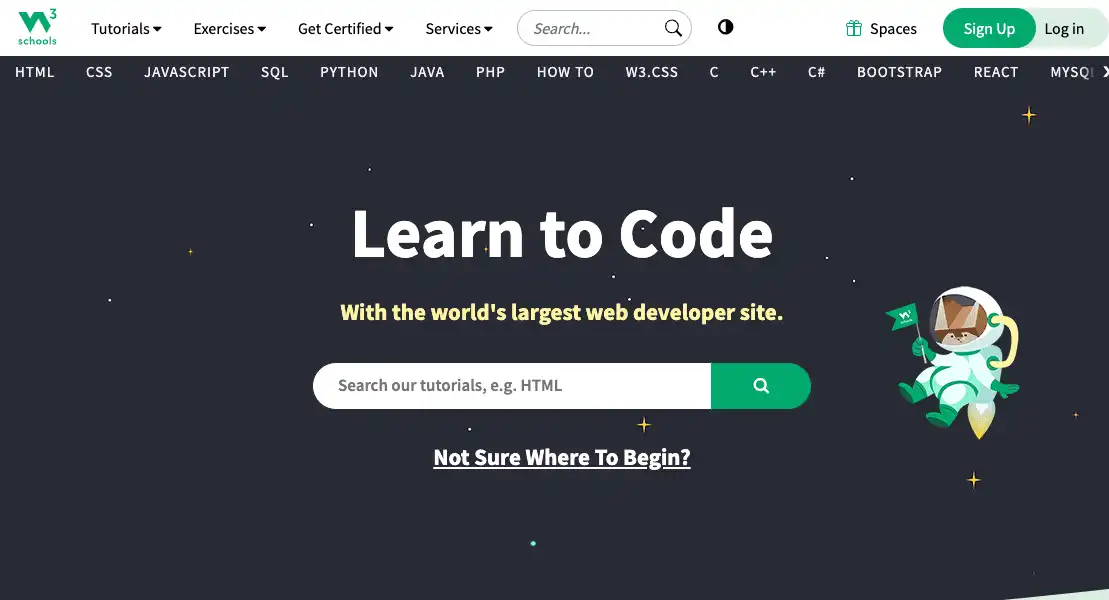 W3 schools Tutorials Exercises Get Certified Services Search... Spaces Sign Up Log in
HTML CSS JAVASCRIPT SQL PYTHON JAVA PHP HOW TO W3.CSS C C++ C# BOOTSTRAP REACT MYSQL
Learn to Code
With the world's largest web developer site.
Search our tutorials, e.g. HTML
Not Sure Where To Begin?